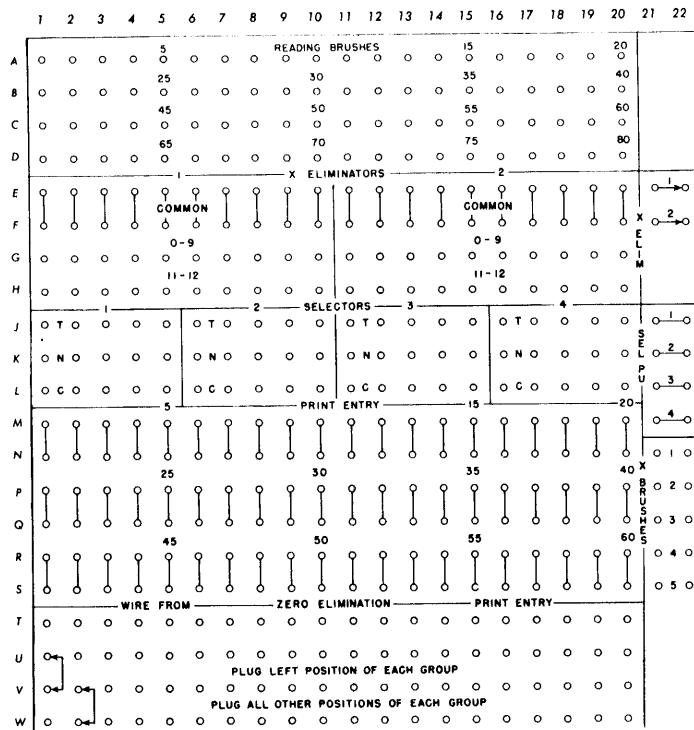 1 2 3 4 5 6 7 8 9 10 11 12 13 14 15 16 17 18 19 20 21 22
5 READING BRUSHES 15 20
A
25 30 35 40
B
45 50 55 60
C
65 70 75 80
D
1 X ELIMINATORS 2
E 1
COMMON COMMON
F 2
X ELIM
0-9 0-9
G
11-12 11-12
H
1 2 SELECTORS 3 4
J T T T T 1
SEL PU
K N N N N 2
L C C C C 3
5 PRINT ENTRY 15 20
M 4
N 1
25 30 35 40
X BRUSHES
P 2
Q 3
45 50 55 60
R 4
S 5
WIRE FROM ZERO ELIMINATION PRINT ENTRY
T
U
PLUG LEFT POSITION OF EACH GROUP
V
PLUG ALL OTHER POSITIONS OF EACH GROUP
W